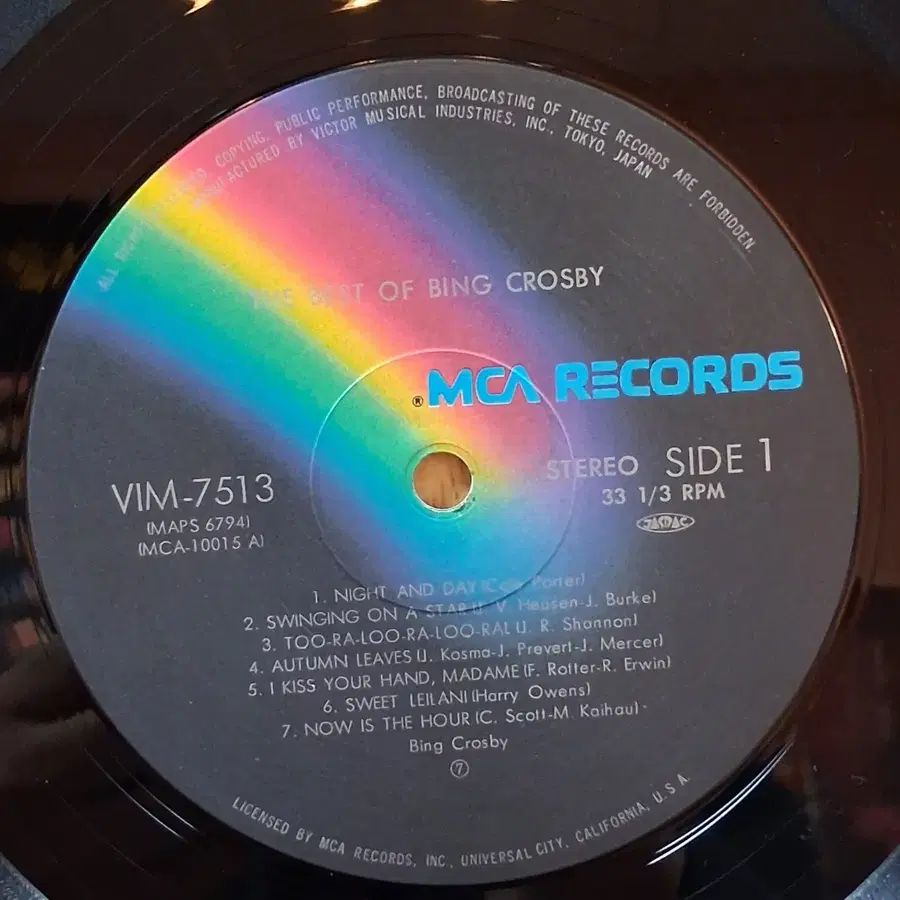 ALL RIGHTS RESERVED COPYING, PUBLIC PERFORMANCE, BROADCASTING OF THESE RECORDS ARE FORBIDDEN.
MANUFACTURED BY VICTOR MUSICAL INDUSTRIES, INC., TOKYO, JAPAN
THE BEST OF BING CROSBY
® MCA RECORDS
STEREO SIDE 1
33 1/3 RPM
JASRAC
VIM-7513
(MAPS 6794)
(MCA-10015 A)
1. NIGHT AND DAY (Cole Porter)
2. SWINGING ON A STAR (J. V. Heusen-J. Burke)
3. TOO-RA-LOO-RA-LOO-RAL (J. R. Shannon)
4. AUTUMN LEAVES (J. Kosma-J. Prevert-J. Mercer)
5. I KISS YOUR HAND, MADAME (F. Rotter-R. Erwin)
6. SWEET LEILANI (Harry Owens)
7. NOW IS THE HOUR (C. Scott-M. Kaihau)-
Bing Crosby
⑦
LICENSED BY MCA RECORDS, INC., UNIVERSAL CITY, CALIFORNIA, U.S.A.